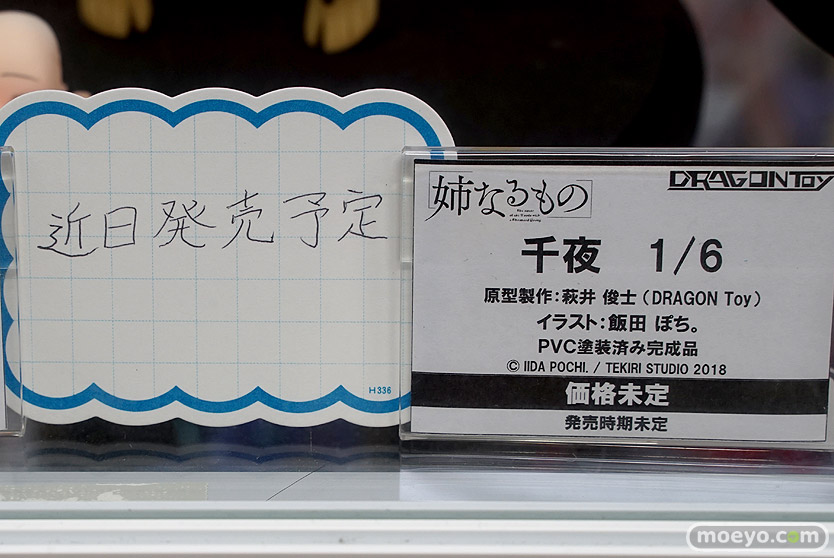 近日発売予定
H336
「姉なるもの」
DRAGONTOY
千夜 1/6
原型製作:萩井 俊士(DRAGON Toy)
イラスト:飯田 ぽち。
PVC塗装済み完成品
© IIDA POCHI. / TEKIRI STUDIO 2018
価格未定
発売時期未定
moeyo.com